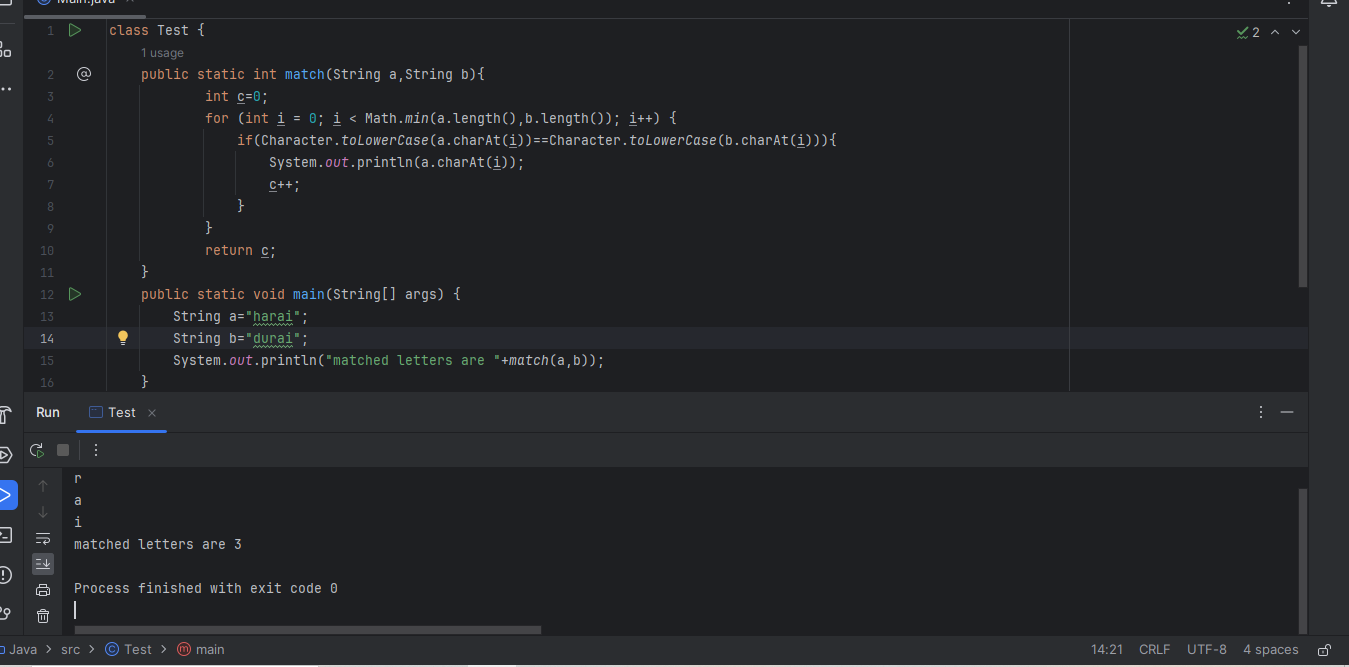 Main.java
1 class Test {
1 usage
2 @ public static int match(String a,String b){
3 int c=0;
4 for (int i = 0; i < Math.min(a.length(),b.length()); i++) {
5 if(Character.toLowerCase(a.charAt(i))==Character.toLowerCase(b.charAt(i))){
6 System.out.println(a.charAt(i));
7 c++;
8 }
9 }
10 return c;
11 }
12 public static void main(String[] args) {
13 String a="harai";
14 String b="durai";
15 System.out.println("matched letters are "+match(a,b));
16 }
2
Run Test
r
a
i
matched letters are 3
Process finished with exit code 0
Java > src > Test > main 14:21 CRLF UTF-8 4 spaces